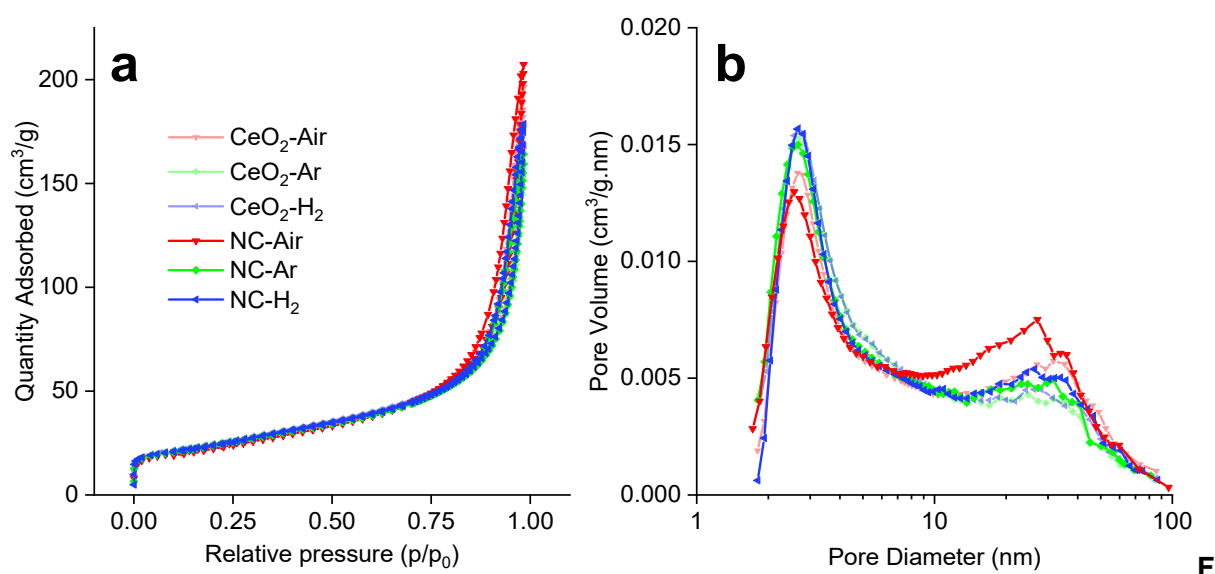 a
200
150
100
50
0
Quantity Adsorbed (cm³/g)
CeO₂-Air
CeO₂-Ar
CeO₂-H₂
NC-Air
NC-Ar
NC-H₂
0.00 0.25 0.50 0.75 1.00
Relative pressure (p/p₀)
b
0.020
0.015
0.010
0.005
0.000
Pore Volume (cm³/g.nm)
1 10 100
Pore Diameter (nm)